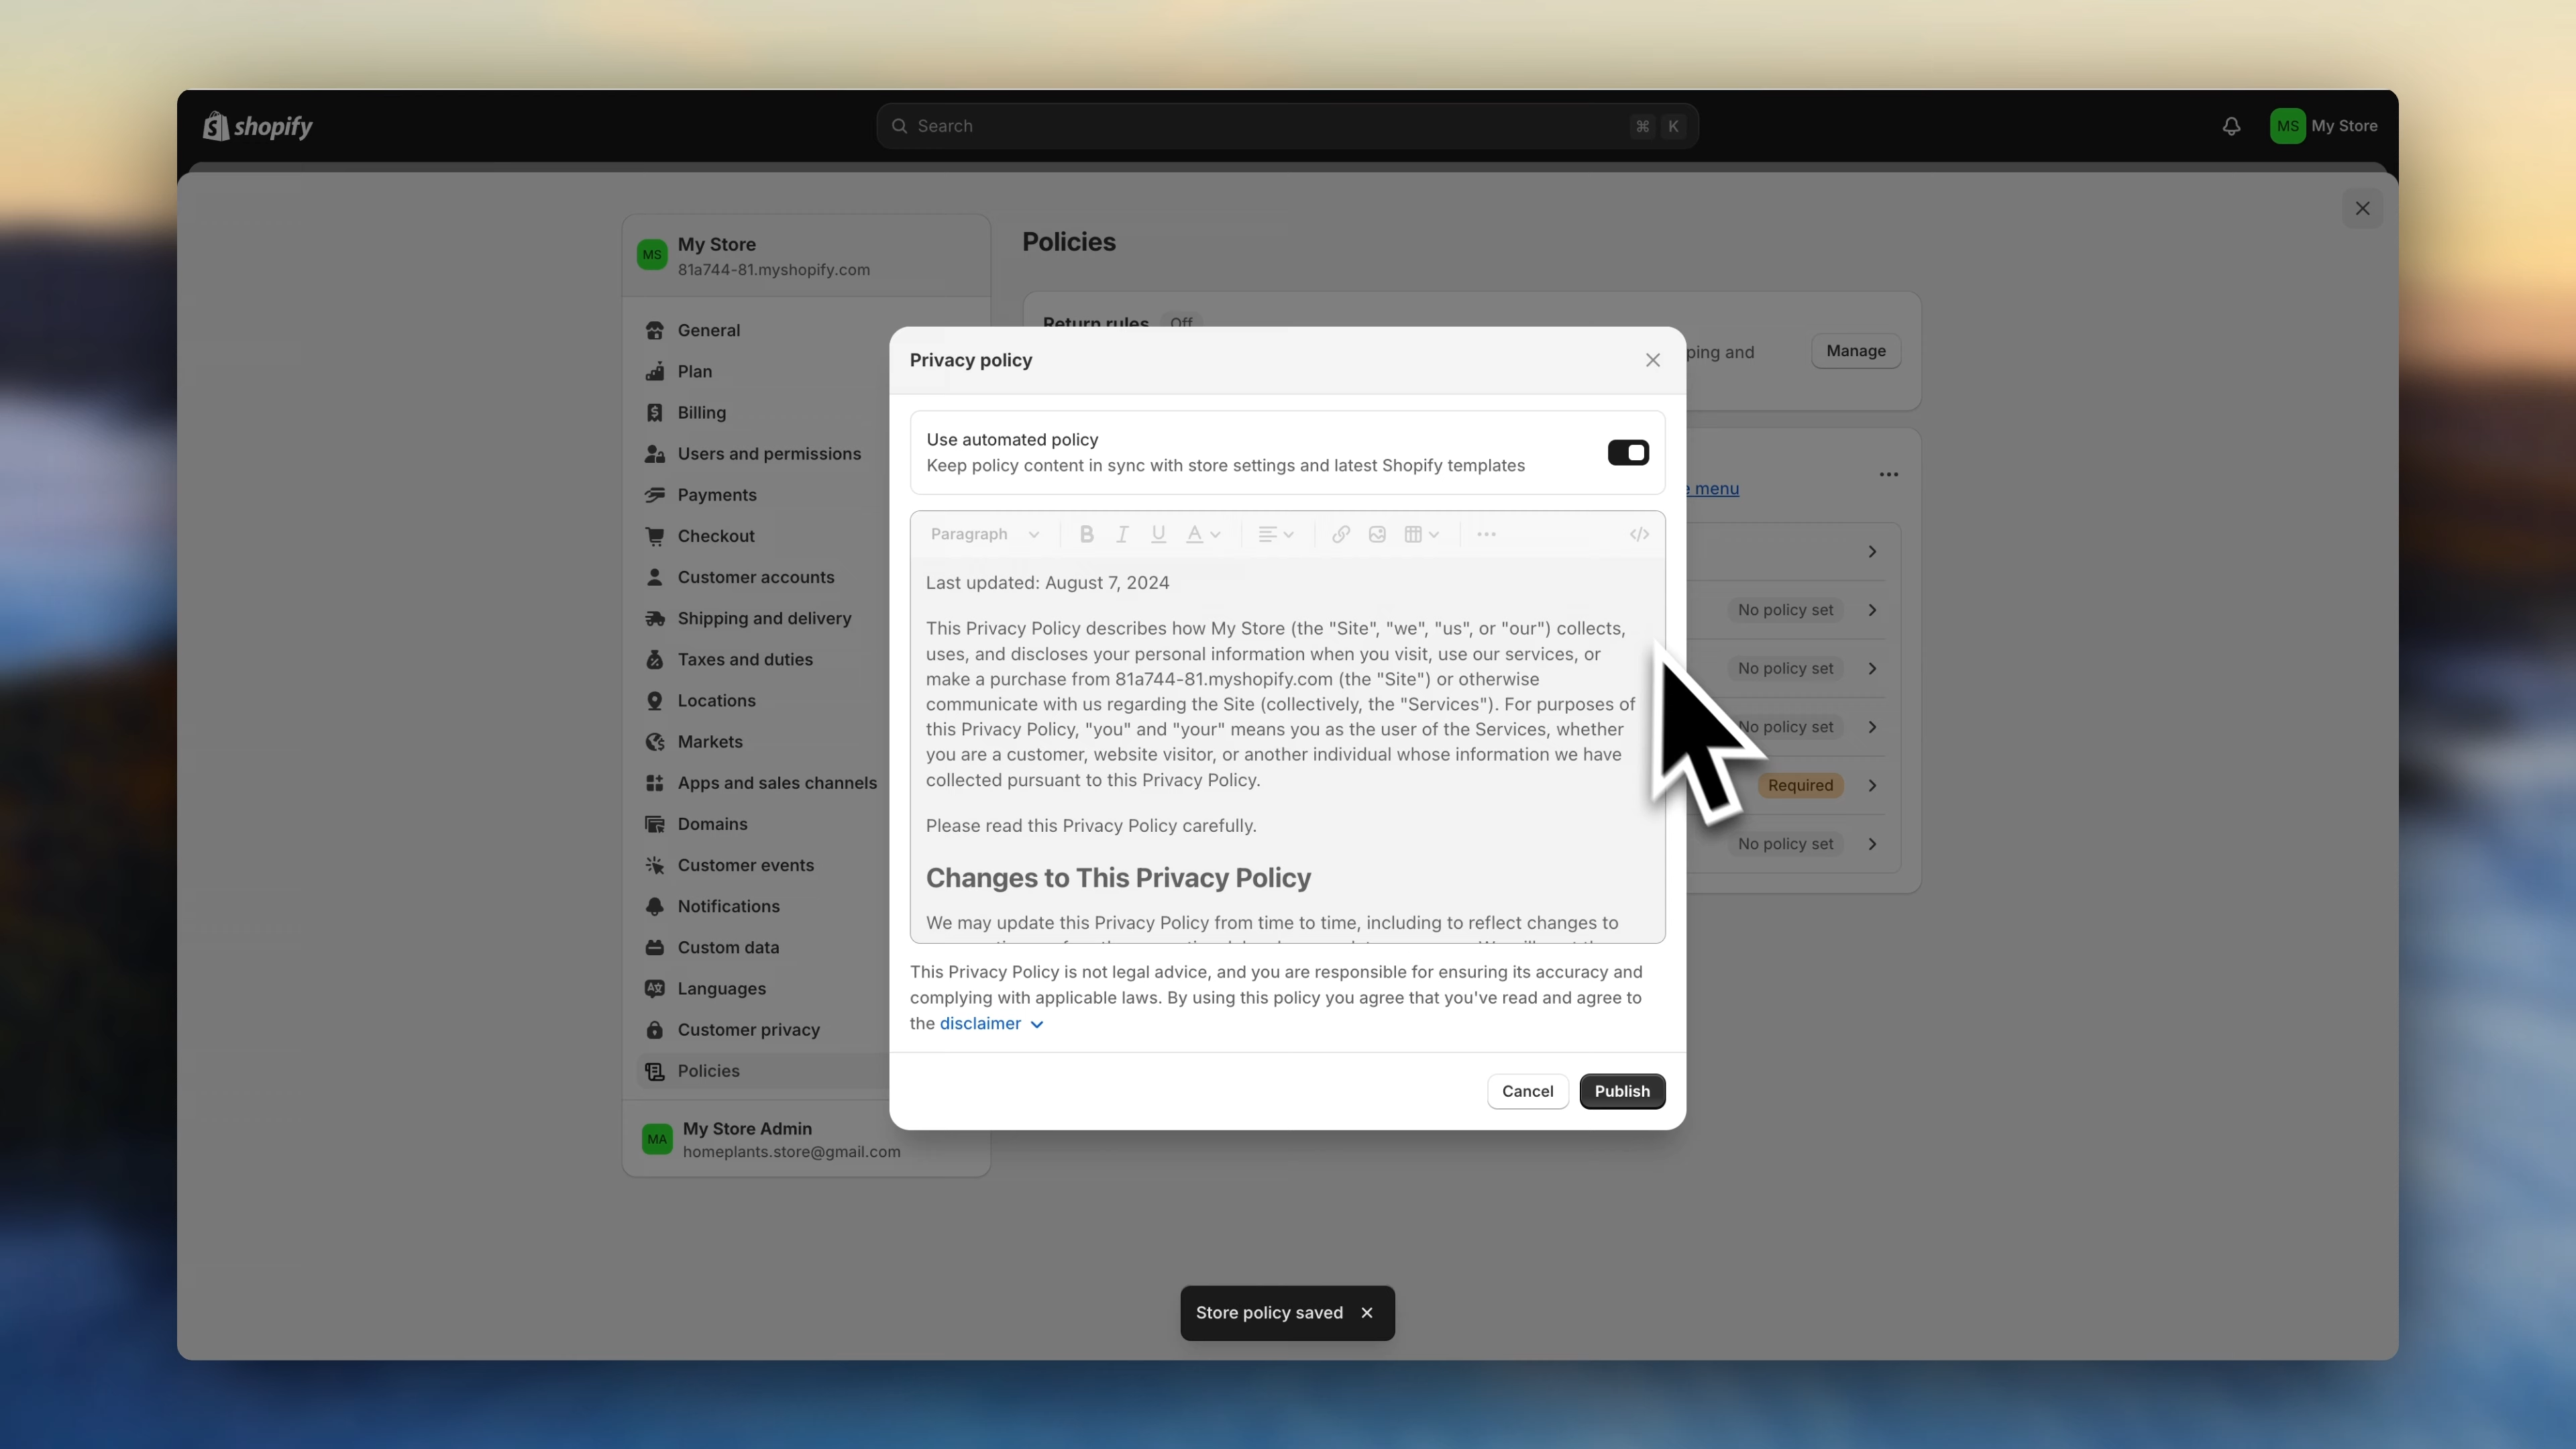 shopify
Search
⌘ K
MS My Store
MS
My Store
81a744-81.myshopify.com
General
Plan
Billing
Users and permissions
Payments
Checkout
Customer accounts
Shipping and delivery
Taxes and duties
Locations
Markets
Apps and sales channels
Domains
Customer events
Notifications
Custom data
Languages
Customer privacy
Policies
MA
My Store Admin
homeplants.store@gmail.com
Policies
Return rules Off
ping and
Manage
menu
No policy set
No policy set
No policy set
Required
No policy set
Privacy policy
Use automated policy
Keep policy content in sync with store settings and latest Shopify templates
Paragraph B I U A
Last updated: August 7, 2024
This Privacy Policy describes how My Store (the "Site", "we", "us", or "our") collects,
uses, and discloses your personal information when you visit, use our services, or
make a purchase from 81a744-81.myshopify.com (the "Site") or otherwise
communicate with us regarding the Site (collectively, the "Services"). For purposes of
this Privacy Policy, "you" and "your" means you as the user of the Services, whether
you are a customer, website visitor, or another individual whose information we have
collected pursuant to this Privacy Policy.
Please read this Privacy Policy carefully.
Changes to This Privacy Policy
We may update this Privacy Policy from time to time, including to reflect changes to
This Privacy Policy is not legal advice, and you are responsible for ensuring its accuracy and
complying with applicable laws. By using this policy you agree that you've read and agree to
the disclaimer
Cancel
Publish
Store policy saved